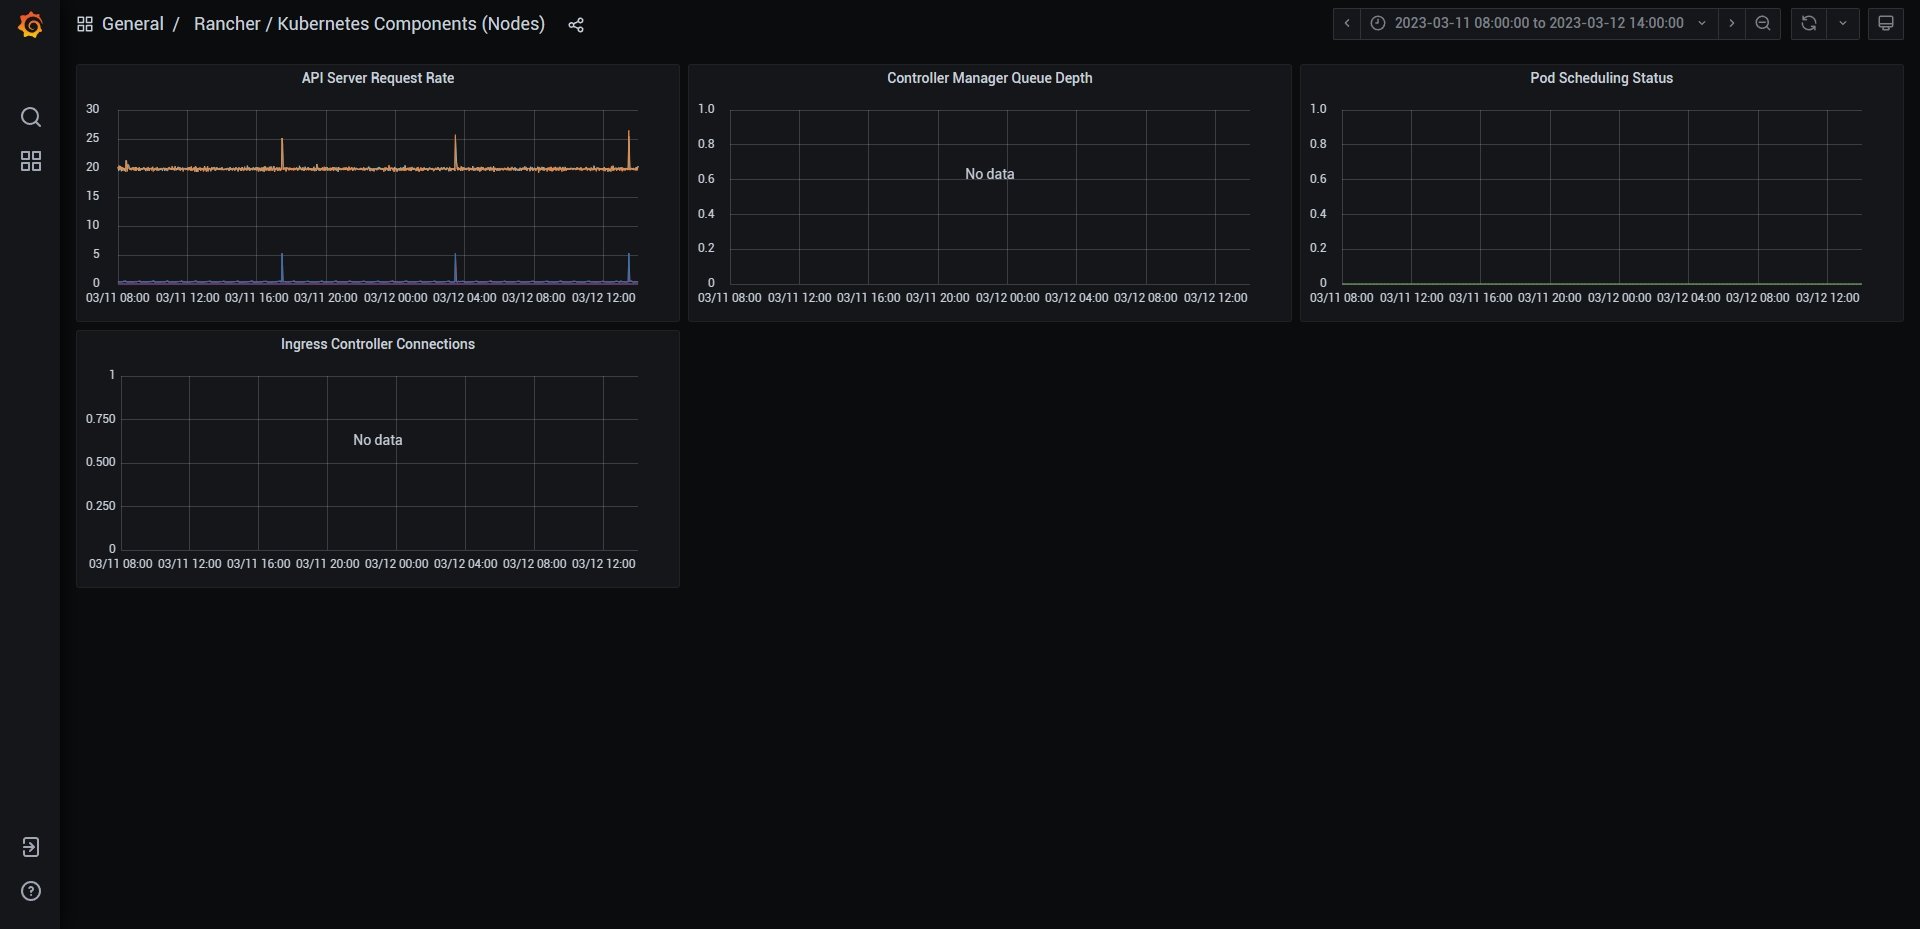 General / Rancher / Kubernetes Components (Nodes)
2023-03-11 08:00:00 to 2023-03-12 14:00:00
API Server Request Rate
30
25
20
15
10
5
0
03/11 08:00 03/11 12:00 03/11 16:00 03/11 20:00 03/12 00:00 03/12 04:00 03/12 08:00 03/12 12:00
Controller Manager Queue Depth
1.0
0.8
No data
0.6
0.4
0.2
0
03/11 08:00 03/11 12:00 03/11 16:00 03/11 20:00 03/12 00:00 03/12 04:00 03/12 08:00 03/12 12:00
Pod Scheduling Status
1.0
0.8
0.6
0.4
0.2
0
03/11 08:00 03/11 12:00 03/11 16:00 03/11 20:00 03/12 00:00 03/12 04:00 03/12 08:00 03/12 12:00
Ingress Controller Connections
1
0.750
No data
0.500
0.250
0
03/11 08:00 03/11 12:00 03/11 16:00 03/11 20:00 03/12 00:00 03/12 04:00 03/12 08:00 03/12 12:00